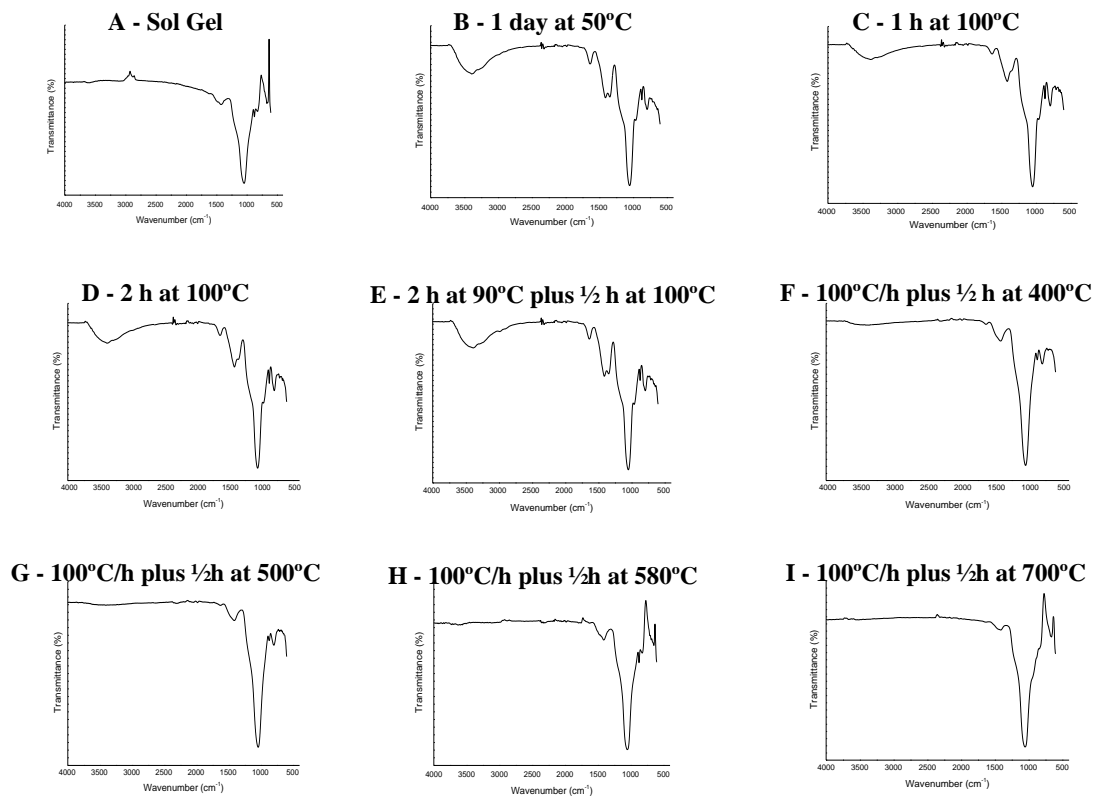 A - Sol Gel
Transmittance (%)
4000 3500 3000 2500 2000 1500 1000 500
Wavenumber (cm⁻¹)
B - 1 day at 50ºC
Transmittance (%)
4000 3500 3000 2500 2000 1500 1000 500
Wavenumber (cm⁻¹)
C - 1 h at 100ºC
Transmittance (%)
4000 3500 3000 2500 2000 1500 1000 500
Wavenumber (cm⁻¹)
D - 2 h at 100ºC
Transmittance (%)
4000 3500 3000 2500 2000 1500 1000 500
Wavenumber (cm⁻¹)
E - 2 h at 90ºC plus ½ h at 100ºC
Transmittance (%)
4000 3500 3000 2500 2000 1500 1000 500
Wavenumber (cm⁻¹)
F - 100ºC/h plus ½ h at 400ºC
Transmittance (%)
4000 3500 3000 2500 2000 1500 1000 500
Wavenumber (cm⁻¹)
G - 100ºC/h plus ½h at 500ºC
Transmittance (%)
4000 3500 3000 2500 2000 1500 1000 500
Wavenumber (cm⁻¹)
H - 100ºC/h plus ½h at 580ºC
Transmittance (%)
4000 3500 3000 2500 2000 1500 1000 500
Wavenumber (cm⁻¹)
I - 100ºC/h plus ½h at 700ºC
Transmittance (%)
4000 3500 3000 2500 2000 1500 1000 500
Wavenumber (cm⁻¹)